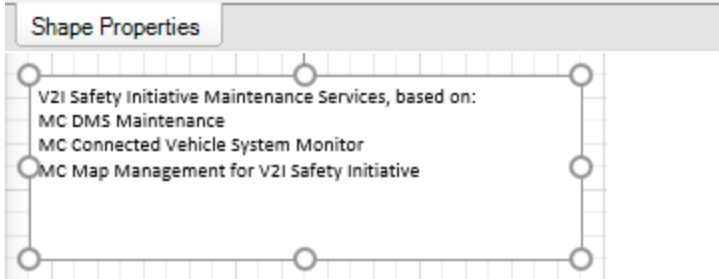 Shape Properties
V2I Safety Initiative Maintenance Services, based on:
MC DMS Maintenance
MC Connected Vehicle System Monitor
MC Map Management for V2I Safety Initiative